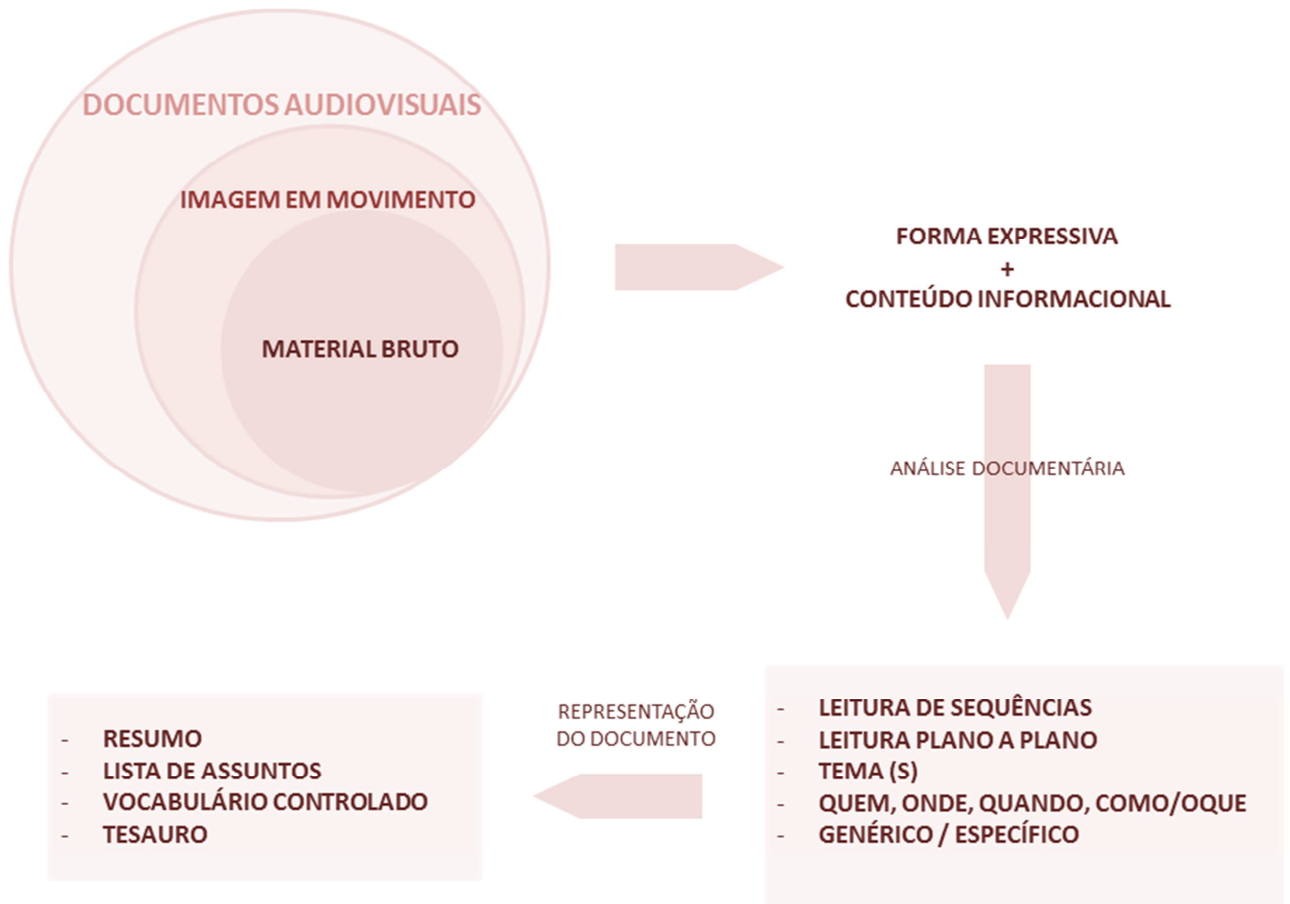 DOCUMENTOS AUDIOVISUAIS
IMAGEM EM MOVIMENTO
MATERIAL BRUTO
FORMA EXPRESSIVA
+
CONTEÚDO INFORMACIONAL
ANÁLISE DOCUMENTÁRIA
- LEITURA DE SEQUÊNCIAS
- LEITURA PLANO A PLANO
- TEMA (S)
- QUEM, ONDE, QUANDO, COMO/OQUE
- GENÉRICO / ESPECÍFICO
REPRESENTAÇÃO
DO DOCUMENTO
- RESUMO
- LISTA DE ASSUNTOS
- VOCABULÁRIO CONTROLADO
- TESAURO